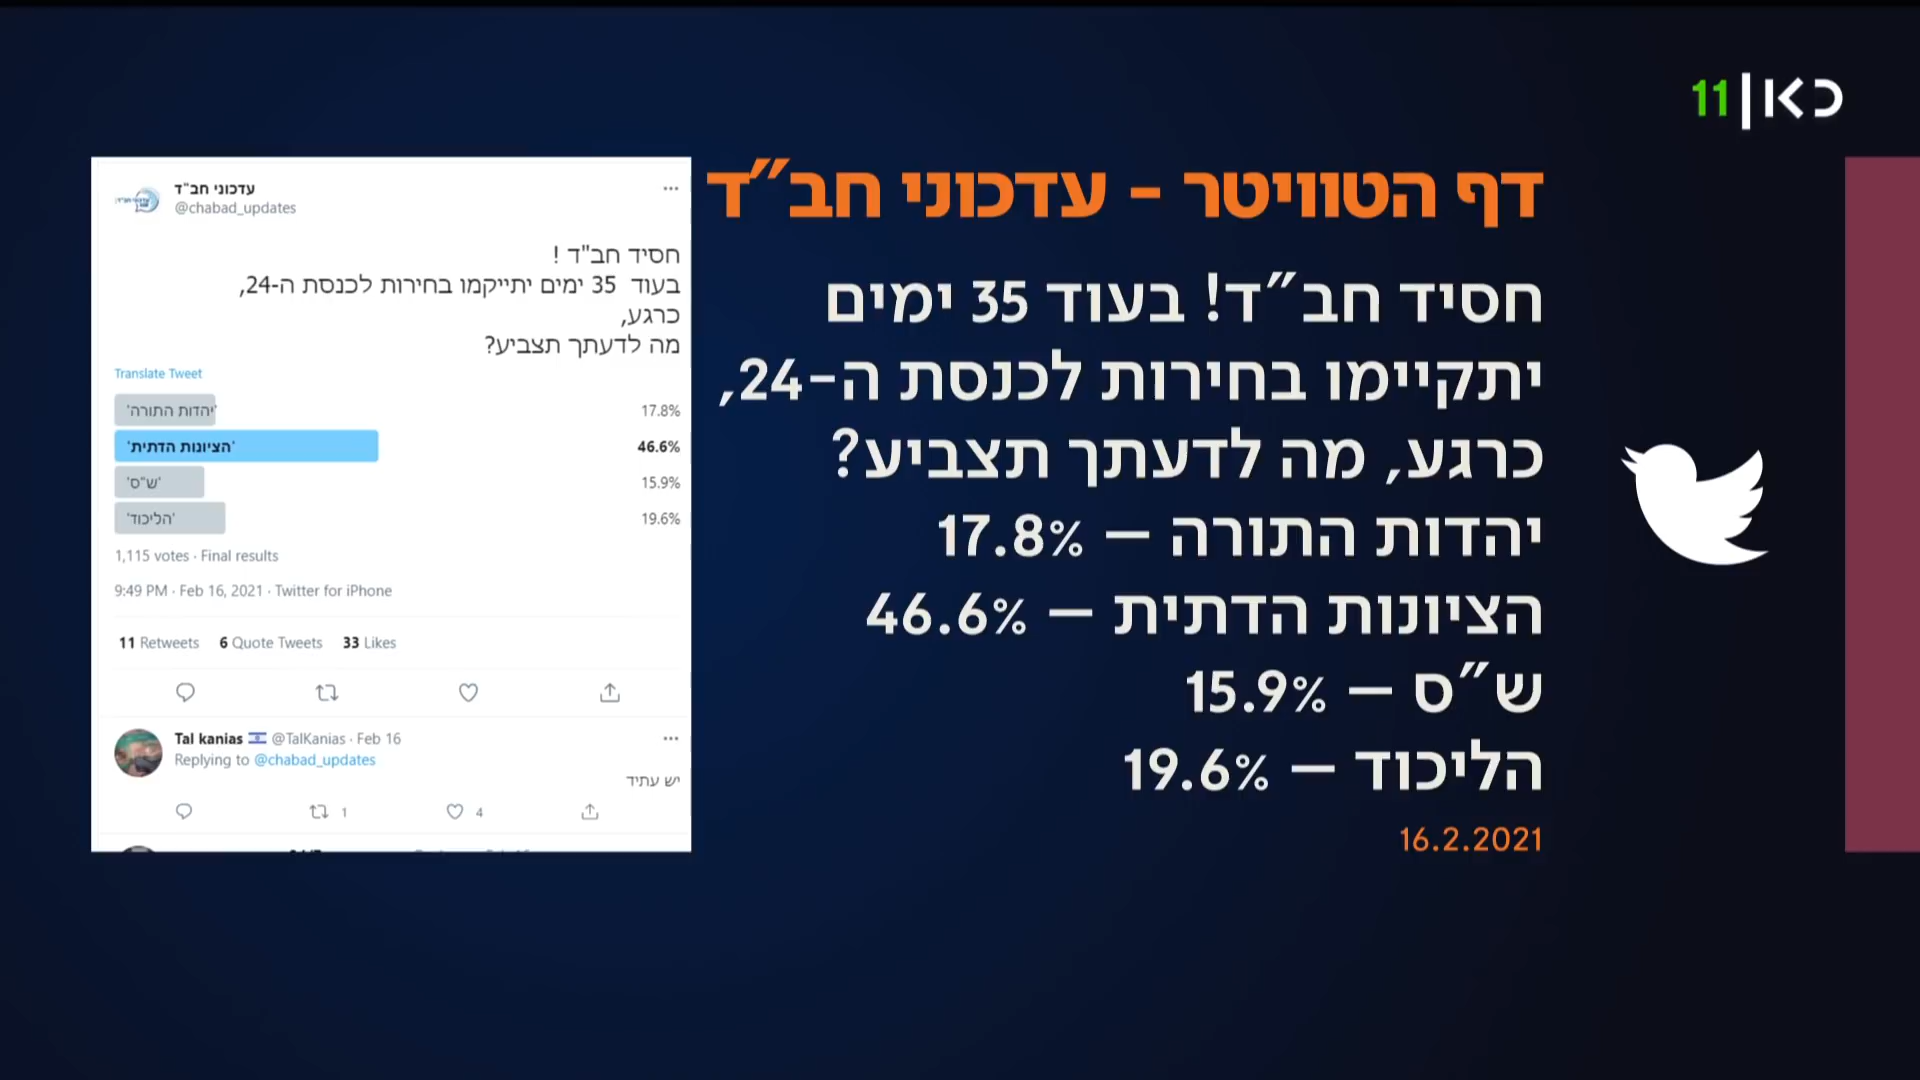 כאן|11
דף הטוויטר - עדכוני חב״ד
חסיד חב״ד! בעוד 35 ימים
יתקיימו בחירות לכנסת ה-24,
כרגע, מה לדעתך תצביע?
יהדות התורה – 17.8%
הציונות הדתית – 46.6%
ש״ס – 15.9%
הליכוד – 19.6%
16.2.2021
עדכוני חב"ד
@chabad_updates
חסיד חב"ד !
בעוד 35 ימים יתייקמו בחירות לכנסת ה-24,
כרגע,
מה לדעתך תצביע?
Translate Tweet
'יהדות התורה' 17.8%
'הציונות הדתית' 46.6%
'ש"ס' 15.9%
'הליכוד' 19.6%
1,115 votes · Final results
9:49 PM · Feb 16, 2021 · Twitter for iPhone
11 Retweets 6 Quote Tweets 33 Likes
Tal kanias @TalKanias · Feb 16
Replying to @chabad_updates
יש עתיד
1 4